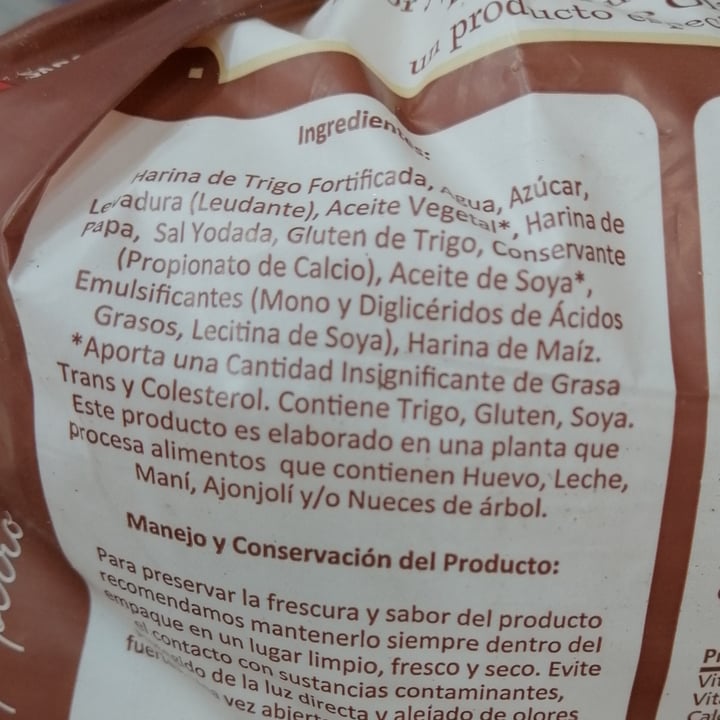 un producto
Ingredientes:
Harina de Trigo Fortificada, Agua, Azúcar,
Levadura (Leudante), Aceite Vegetal*, Harina de
Papa, Sal Yodada, Gluten de Trigo, Conservante
(Propionato de Calcio), Aceite de Soya*,
Emulsificantes (Mono y Diglicéridos de Ácidos
Grasos, Lecitina de Soya), Harina de Maíz.
*Aporta una Cantidad Insignificante de Grasa
Trans y Colesterol. Contiene Trigo, Gluten, Soya.
Este producto es elaborado en una planta que
procesa alimentos que contienen Huevo, Leche,
Maní, Ajonjolí y/o Nueces de árbol.
Manejo y Conservación del Producto:
Para preservar la frescura y sabor del producto
recomendamos mantenerlo siempre dentro del
empaque en un lugar limpio, fresco y seco. Evite
el contacto con sustancias contaminantes,
de la luz directa y alejado de olores
vez
perro